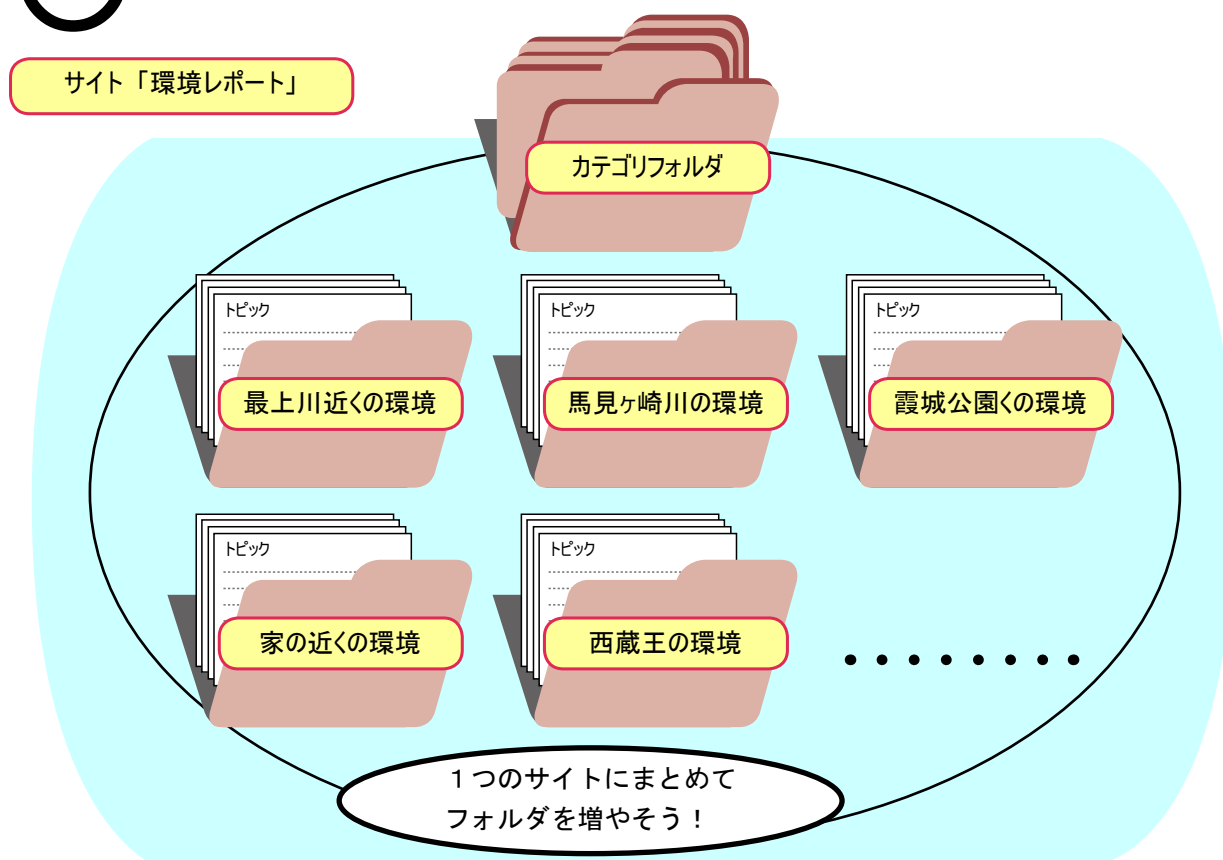 サイト「環境レポート」
カテゴリフォルダ
トピック
最上川近くの環境
トピック
馬見ヶ崎川の環境
トピック
霞城公園くの環境
トピック
家の近くの環境
トピック
西蔵王の環境
・・・・・・・・
１つのサイトにまとめて
フォルダを増やそう！